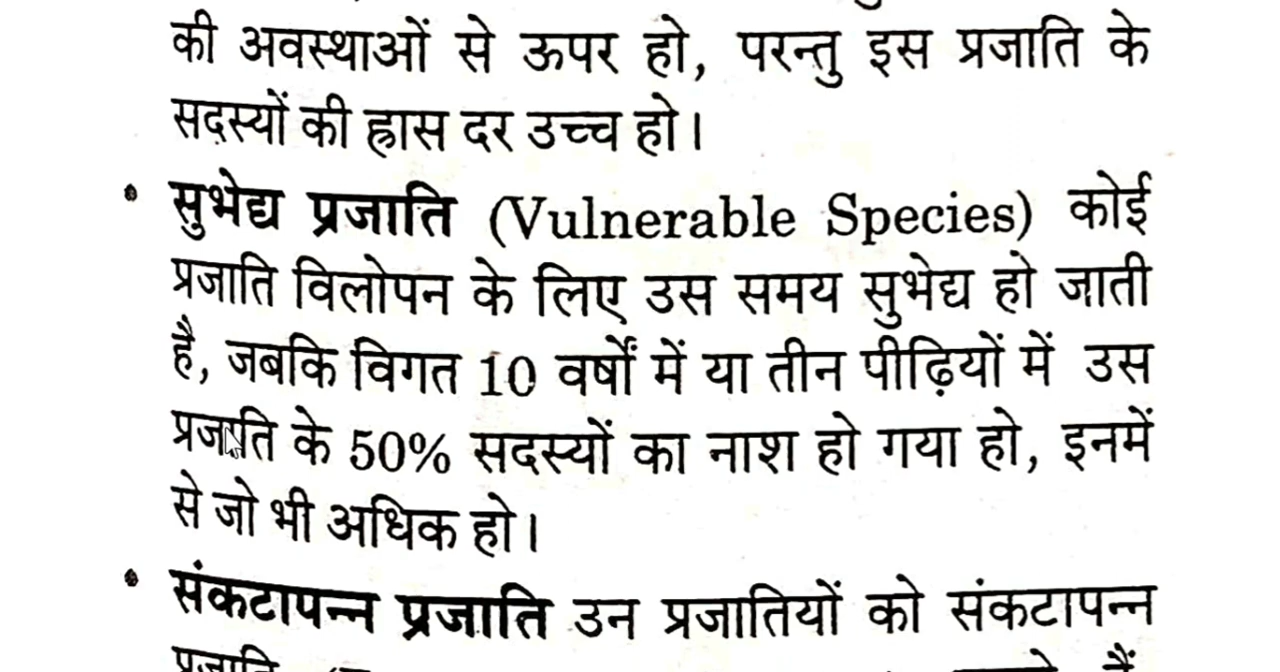 की अवस्थाओं से ऊपर हो, परन्तु इस प्रजाति के
सदस्यों की ह्रास दर उच्च हो।
• सुभेद्य प्रजाति (Vulnerable Species) कोई
प्रजाति विलोपन के लिए उस समय सुभेद्य हो जाती
है, जबकि विगत 10 वर्षों में या तीन पीढ़ियों में उस
प्रजाति के 50% सदस्यों का नाश हो गया हो, इनमें
से जो भी अधिक हो।
• संकटापन्न प्रजाति उन प्रजातियों को संकटापन्न
प्रजाति